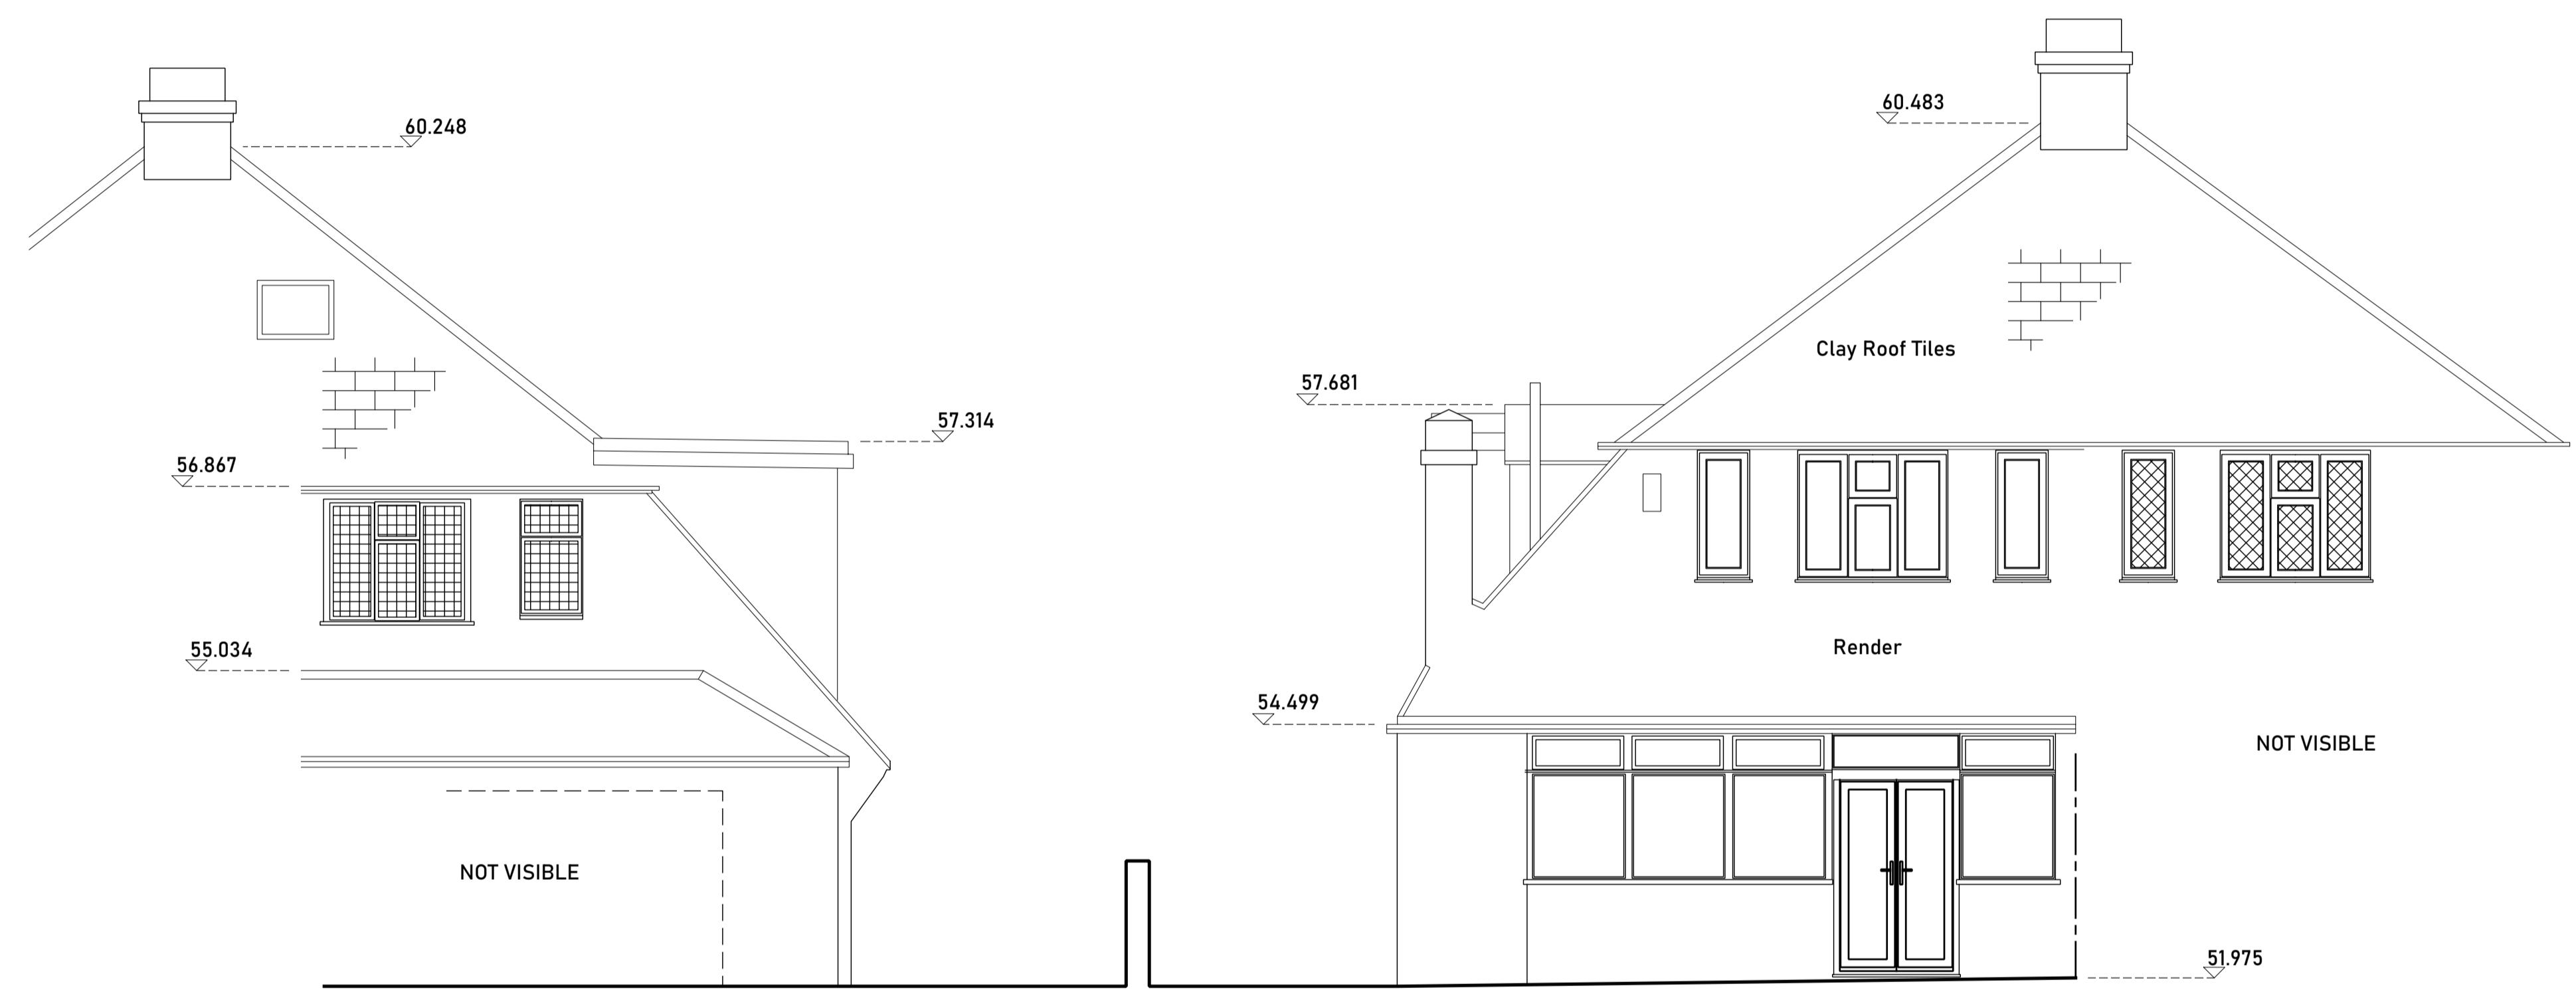 60.483
60.248
Clay Roof Tiles
57.681
57.314
56.867
Render
55.034
54.499
NOT VISIBLE
NOT VISIBLE
51.975